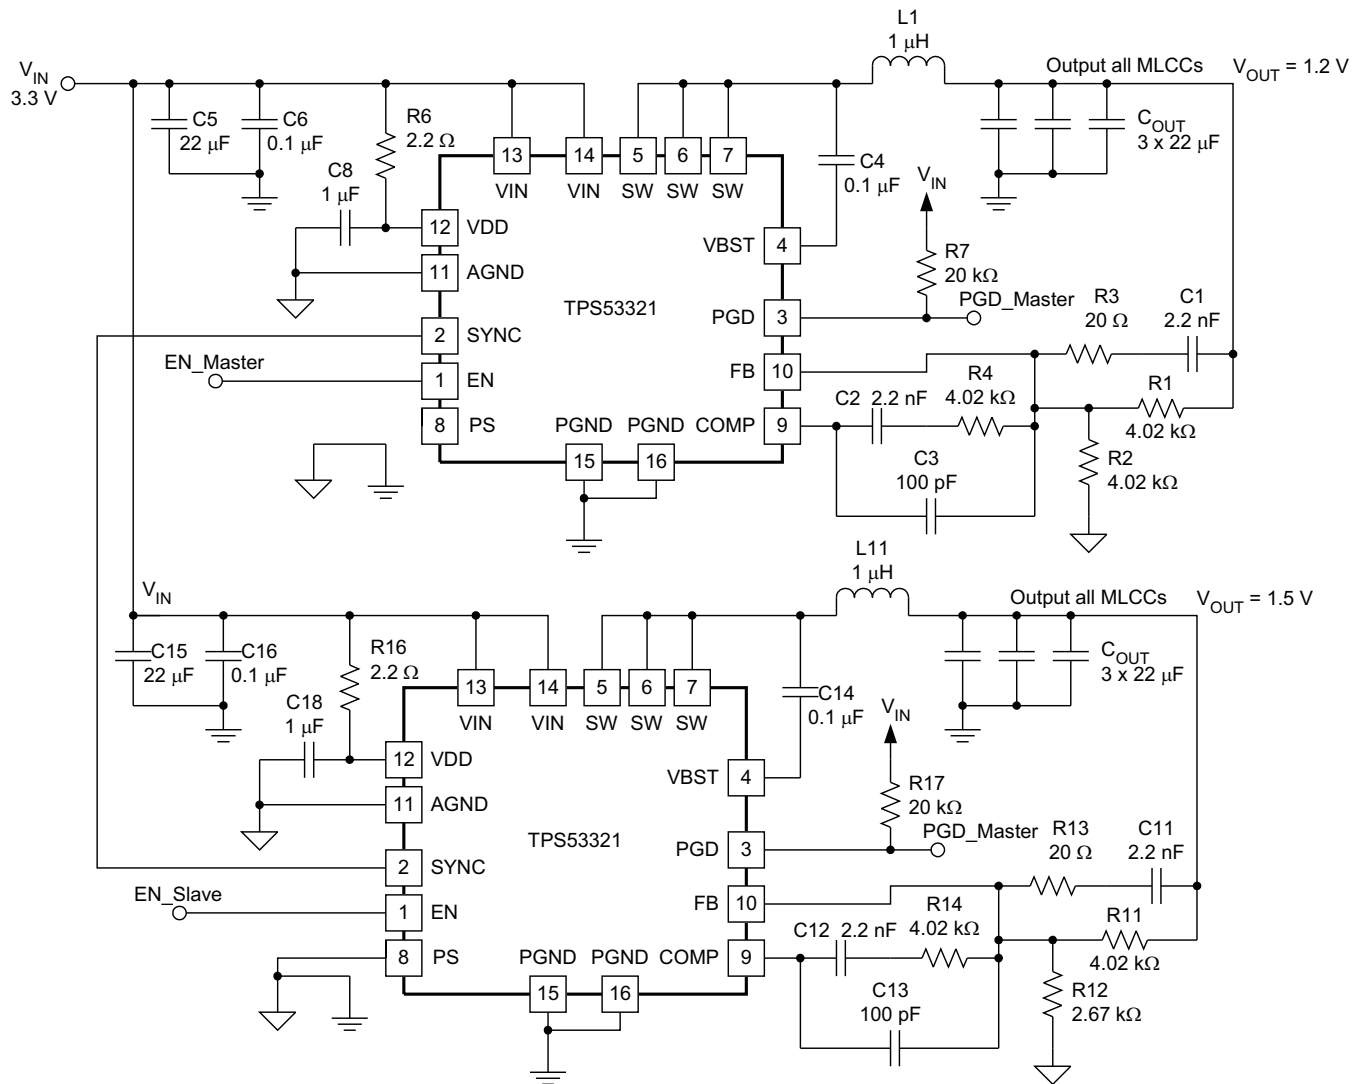 L1
1 μH
VIN
3.3 V
Output all MLCCs
VOUT = 1.2 V
C5
22 μF
C6
0.1 μF
R6
2.2 Ω
C8
1 μF
13
14
5
6
7
VIN
VIN
SW
SW
SW
C4
0.1 μF
COUT
3 x 22 μF
VIN
12
VDD
VBST
4
R7
20 kΩ
11
AGND
TPS53321
PGD
3
PGD_Master
R3
20 Ω
C1
2.2 nF
2
SYNC
EN_Master
1
EN
FB
10
R4
4.02 kΩ
R1
4.02 kΩ
C2
2.2 nF
8
PS
PGND
PGND
COMP
9
15
16
C3
100 pF
R2
4.02 kΩ
L11
1 μH
VIN
Output all MLCCs
VOUT = 1.5 V
C15
22 μF
C16
0.1 μF
R16
2.2 Ω
C18
1 μF
13
14
5
6
7
VIN
VIN
SW
SW
SW
C14
0.1 μF
COUT
3 x 22 μF
VIN
12
VDD
VBST
4
R17
20 kΩ
11
AGND
TPS53321
PGD
3
PGD_Master
R13
20 Ω
C11
2.2 nF
2
SYNC
EN_Slave
1
EN
FB
10
R14
4.02 kΩ
R11
4.02 kΩ
C12
2.2 nF
8
PS
PGND
PGND
COMP
9
15
16
C13
100 pF
R12
2.67 kΩ